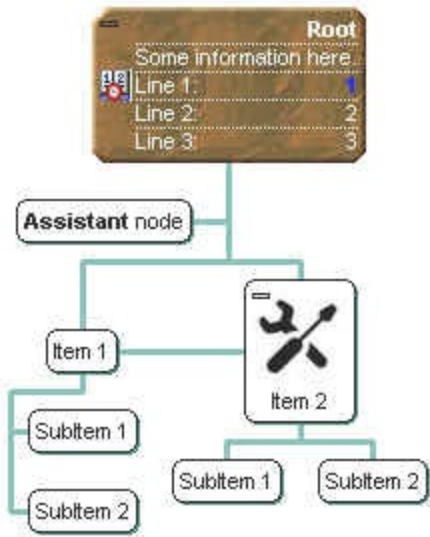 Root
Some information here.
Line 1: 1
Line 2: 2
Line 3: 3
Assistant node
Item 1
Item 2
SubItem 1
SubItem 2
SubItem 1
SubItem 2